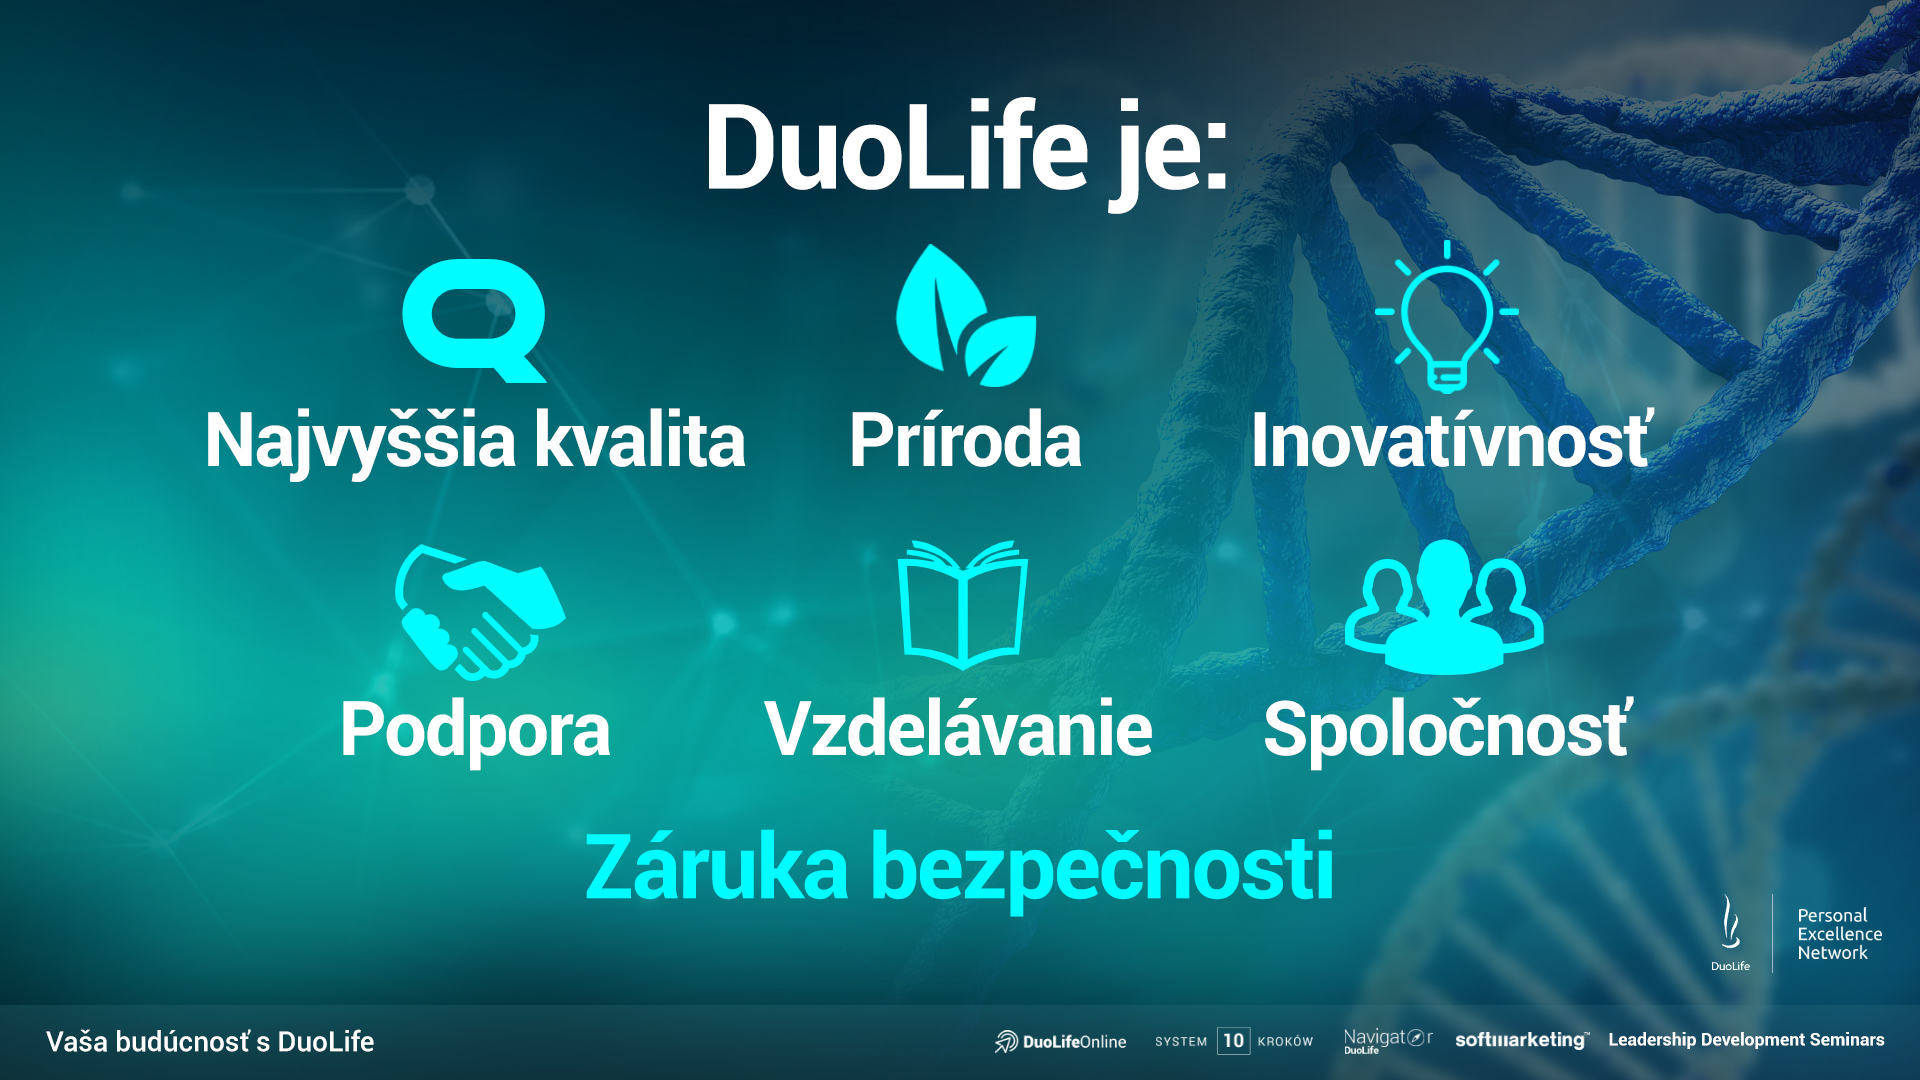 DuoLife je:
Najvyššia kvalita
Príroda
Inovatívnosť
Podpora
Vzdelávanie
Spoločnosť
Záruka bezpečnosti
DuoLife
Personal
Excellence
Network
Vaša budúcnosť s DuoLife
DuoLifeOnline
SYSTEM 10 KROKÓW
Navigator
DuoLife
softmarketing™
Leadership Development Seminars